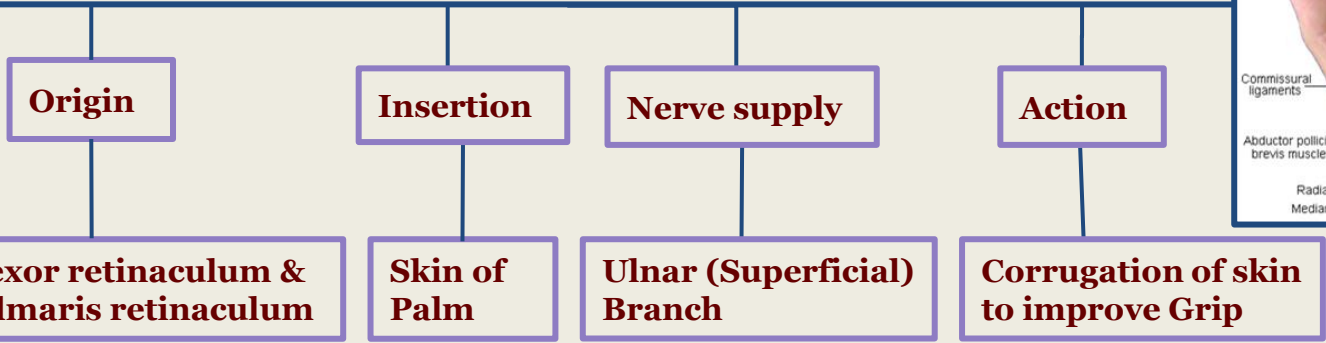 Origin
Insertion
Nerve supply
Action
exor retinaculum &
lmaris retinaculum
Skin of
Palm
Ulnar (Superficial)
Branch
Corrugation of skin
to improve Grip
Commissural
ligaments
Abductor pollici
brevis muscle
Radia
Media